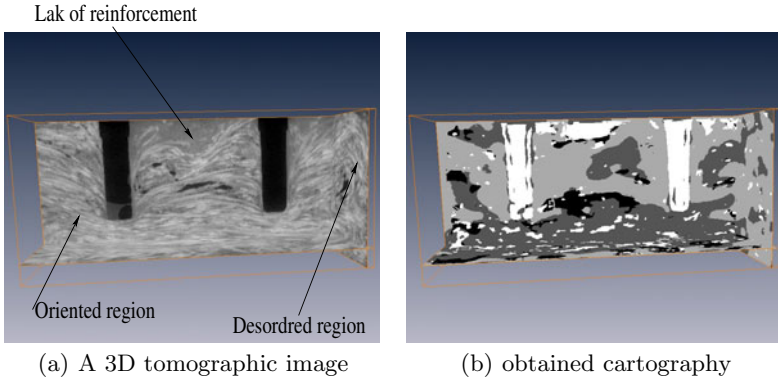 Lak of reinforcement
Oriented region
Desordred region
(a) A 3D tomographic image
(b) obtained cartography